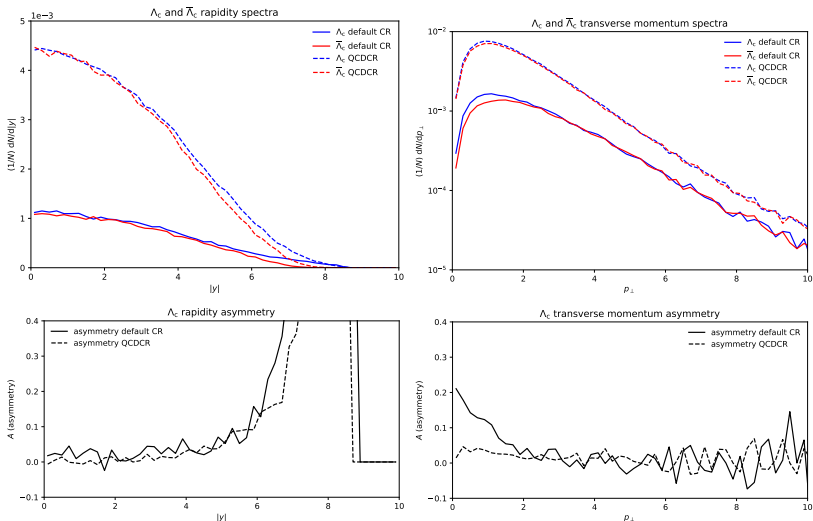 Λc and Λ̅c rapidity spectra
1e−3
5
4
3
2
1
0
0 2 4 6 8 10
(1/N) dN/d|y|
|y|
Λc default CR
Λ̅c default CR
Λc QCDCR
Λ̅c QCDCR
Λc and Λ̅c transverse momentum spectra
10−2
10−3
10−4
10−5
0 2 4 6 8 10
(1/N) dN/dp⊥
p⊥
Λc default CR
Λ̅c default CR
Λc QCDCR
Λ̅c QCDCR
Λc rapidity asymmetry
0.4
0.3
0.2
0.1
0.0
−0.1
0 2 4 6 8 10
A (asymmetry)
|y|
asymmetry default CR
asymmetry QCDCR
Λc transverse momentum asymmetry
0.4
0.3
0.2
0.1
0.0
−0.1
0 2 4 6 8 10
A (asymmetry)
p⊥
asymmetry default CR
asymmetry QCDCR